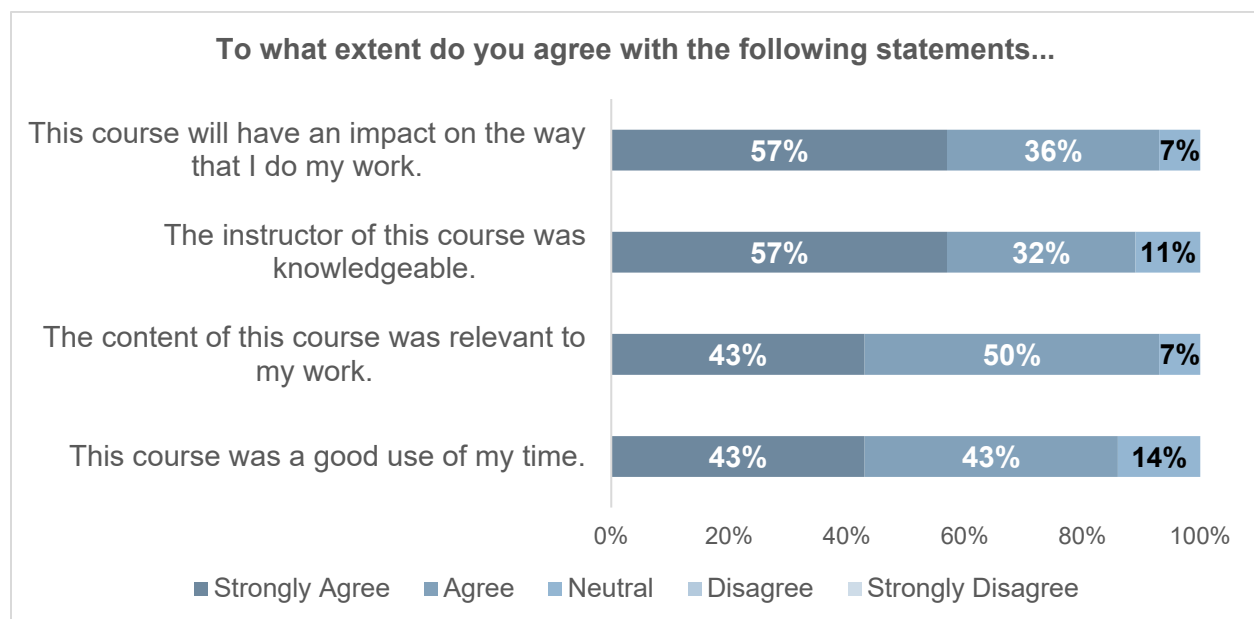 To what extent do you agree with the following statements...
This course will have an impact on the way
that I do my work.
57% 36% 7%
The instructor of this course was
knowledgeable.
57% 32% 11%
The content of this course was relevant to
my work.
43% 50% 7%
This course was a good use of my time.
43% 43% 14%
0% 20% 40% 60% 80% 100%
Strongly Agree Agree Neutral Disagree Strongly Disagree